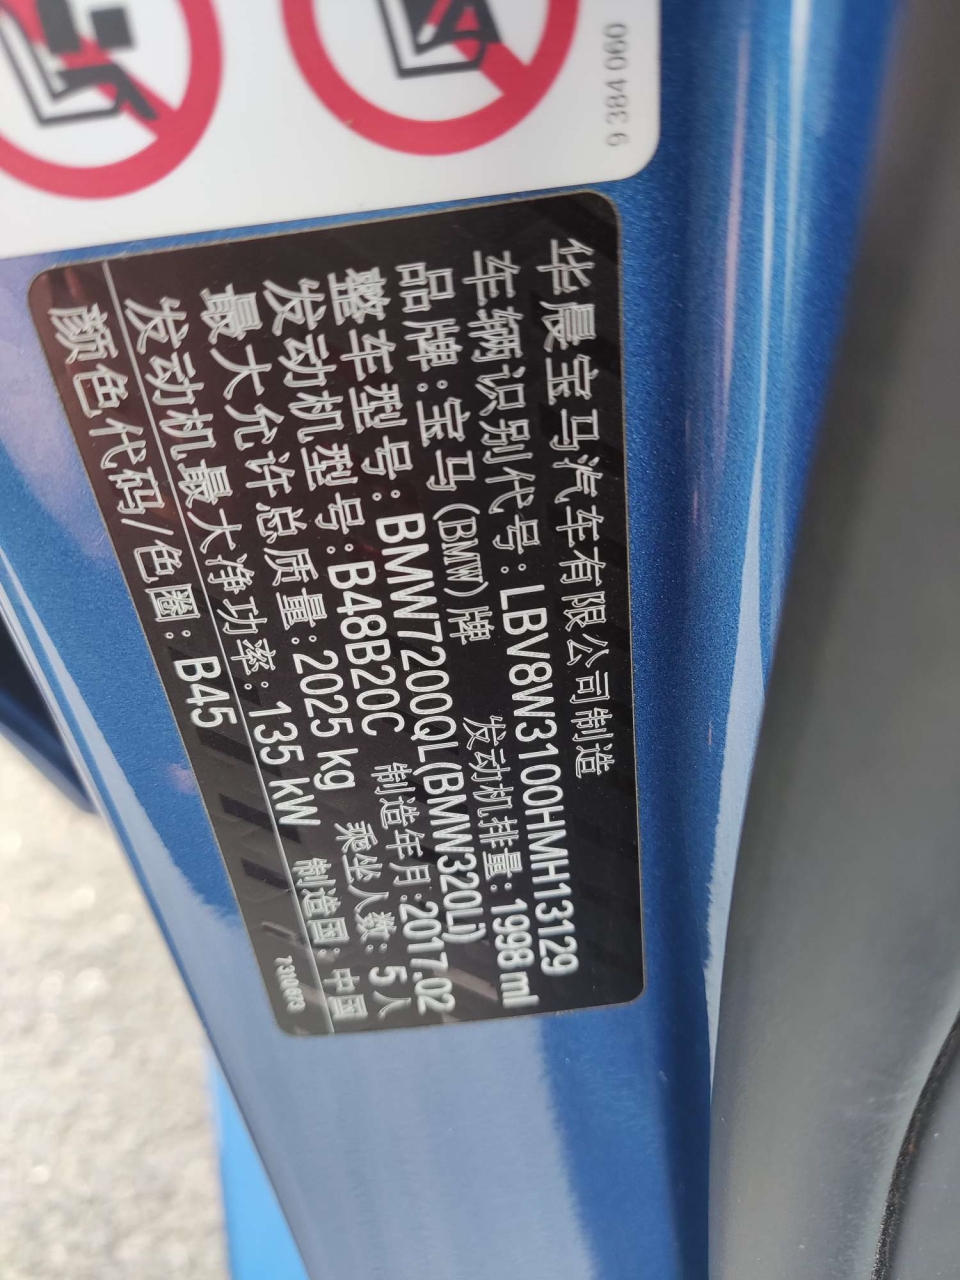 9 384 060
华晨宝马汽车有限公司制造
车辆识别代号：LBV8W3100HMH13129
品牌：宝马(BMW)牌 发动机排量：1998 ml
整车型号：BMW7200QL(BMW320Li)
发动机型号：B48B20C 制造年月：2017.02
最大允许总质量：2025 kg 乘坐人数：5人
发动机最大净功率：135 kW 制造国：中国
颜色代码/色圈：B45 7310673